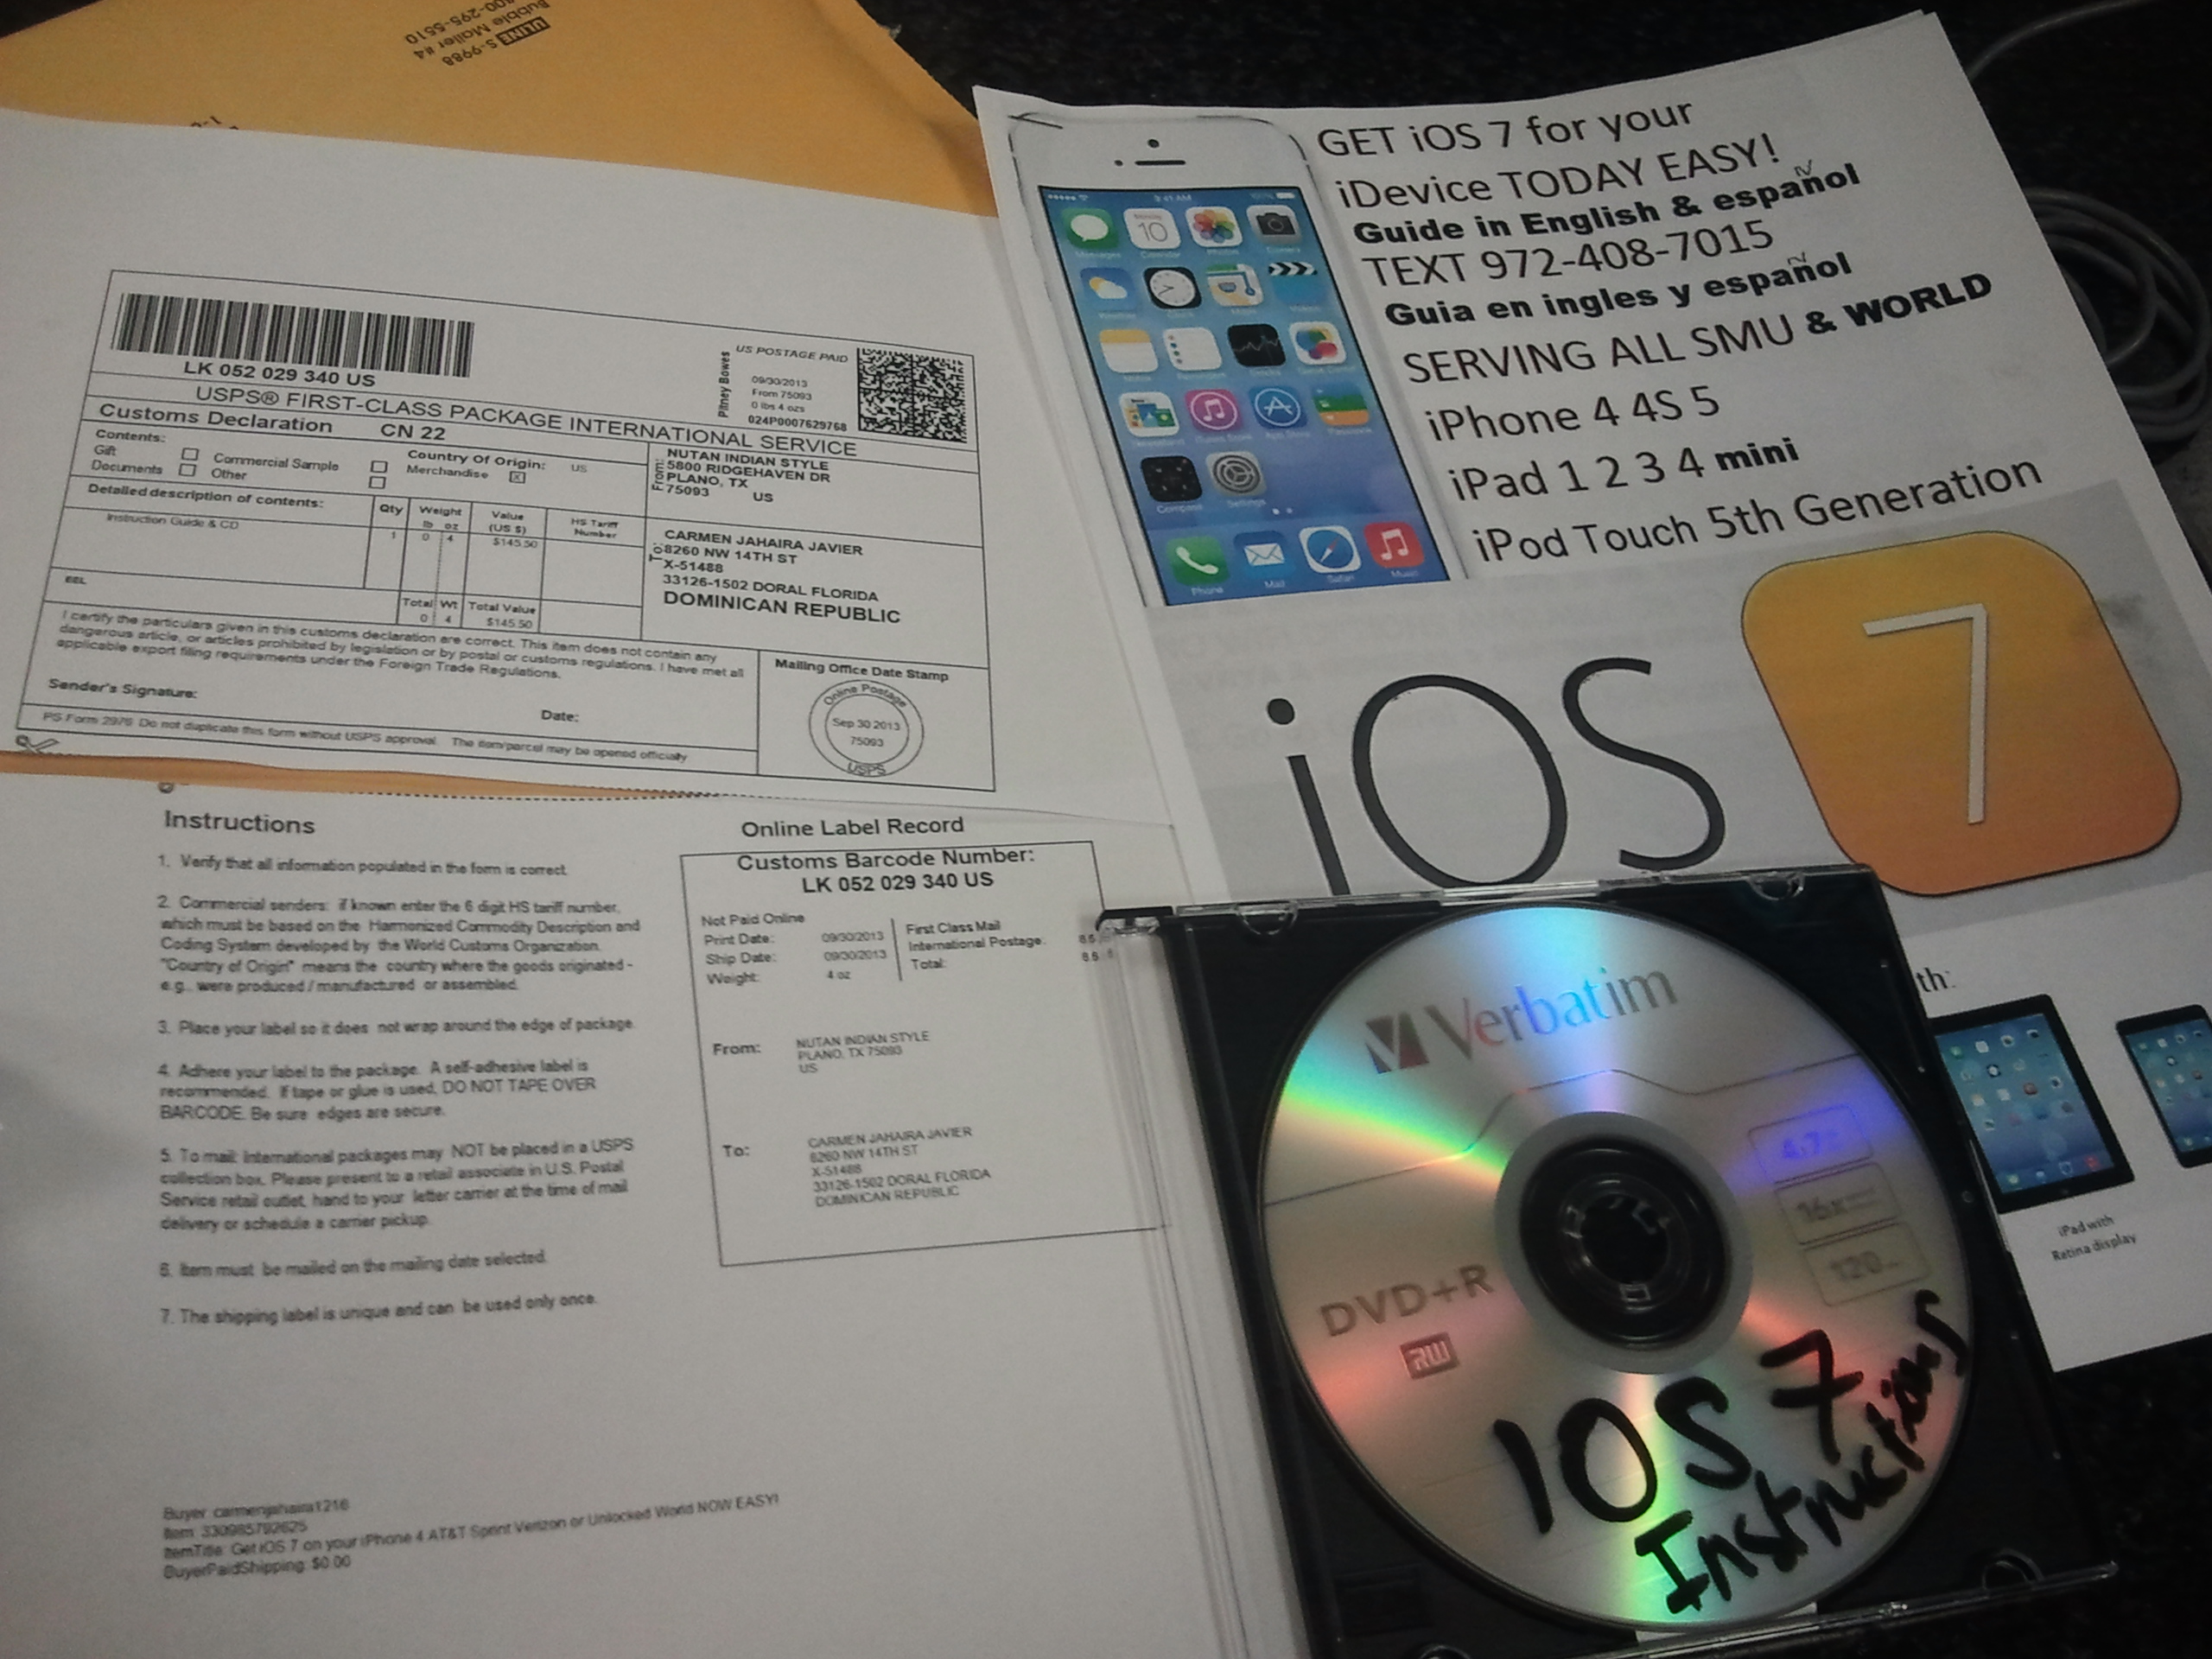 ULINE S-9988
Bubble Mailer #4
00-295-5510
LK 052 029 340 US
Pitney Bowes
US POSTAGE PAID
09/30/2013
From 75093
0 lbs 4 ozs
024P0007629768
USPS® FIRST-CLASS PACKAGE INTERNATIONAL SERVICE
Customs Declaration CN 22
Contents:
Gift Commercial Sample
Documents Other
Country Of Origin: US
Merchandise X
Detailed description of contents: Qty Weight lb oz Value (US $) HS Tariff Number
Instruction Guide & CD 1 0 4 $145.50
EEL
Total Wt Total Value
0 4 $145.50
From:
NUTAN INDIAN STYLE
5800 RIDGEHAVEN DR
PLANO, TX
75093 US
To
CARMEN JAHAIRA JAVIER
8260 NW 14TH ST
X-51488
33126-1502 DORAL FLORIDA
DOMINICAN REPUBLIC
I certify the particulars given in this customs declaration are correct. This item does not contain any
dangerous article, or articles prohibited by legislation or by postal or customs regulations. I have met all
applicable export filing requirements under the Foreign Trade Regulations.
Sender's Signature: Date:
Mailing Office Date Stamp
Online Postage
Sep 30 2013
75093
USPS
PS Form 2976 Do not duplicate this form without USPS approval. The item/parcel may be opened officially
Instructions
1. Verify that all information populated in the form is correct.
2. Commercial senders: if known enter the 6 digit HS tariff number,
which must be based on the Harmonized Commodity Description and
Coding System developed by the World Customs Organization.
"Country of Origin" means the country where the goods originated -
e.g., were produced / manufactured or assembled.
3. Place your label so it does not wrap around the edge of package.
4. Adhere your label to the package. A self-adhesive label is
recommended. If tape or glue is used, DO NOT TAPE OVER
BARCODE. Be sure edges are secure.
5. To mail: International packages may NOT be placed in a USPS
collection box. Please present to a retail associate in U.S. Postal
Service retail outlet, hand to your letter carrier at the time of mail
delivery or schedule a carrier pickup.
6. Item must be mailed on the mailing date selected.
7. The shipping label is unique and can be used only once.
Online Label Record
Customs Barcode Number:
LK 052 029 340 US
Not Paid Online
Print Date: 09/30/2013
Ship Date: 09/30/2013
Weight: 4 oz
First Class Mail
International Postage:
Total:
From: NUTAN INDIAN STYLE
PLANO, TX 75093
US
To: CARMEN JAHAIRA JAVIER
8260 NW 14TH ST
X-51488
33126-1502 DORAL FLORIDA
DOMINICAN REPUBLIC
Buyer: carmenjahaira1216
Item: 330985792625
ItemTitle: Get iOS 7 on your iPhone 4 AT&T Sprint Verizon or Unlocked World NOW EASY!
BuyerPaidShipping: $0.00
GET iOS 7 for your
iDevice TODAY EASY!
Guide in English & español
TEXT 972-408-7015
Guia en ingles y español
SERVING ALL SMU & WORLD
iPhone 4 4S 5
iPad 1 2 3 4 mini
iPod Touch 5th Generation
9:41 AM
Monday
10
Phone Mail Safari Music
iOS 7
th:
iPad with
Retina display
Verbatim
4.7
16x
120
DVD+R
RW
IOS 7
Instructions